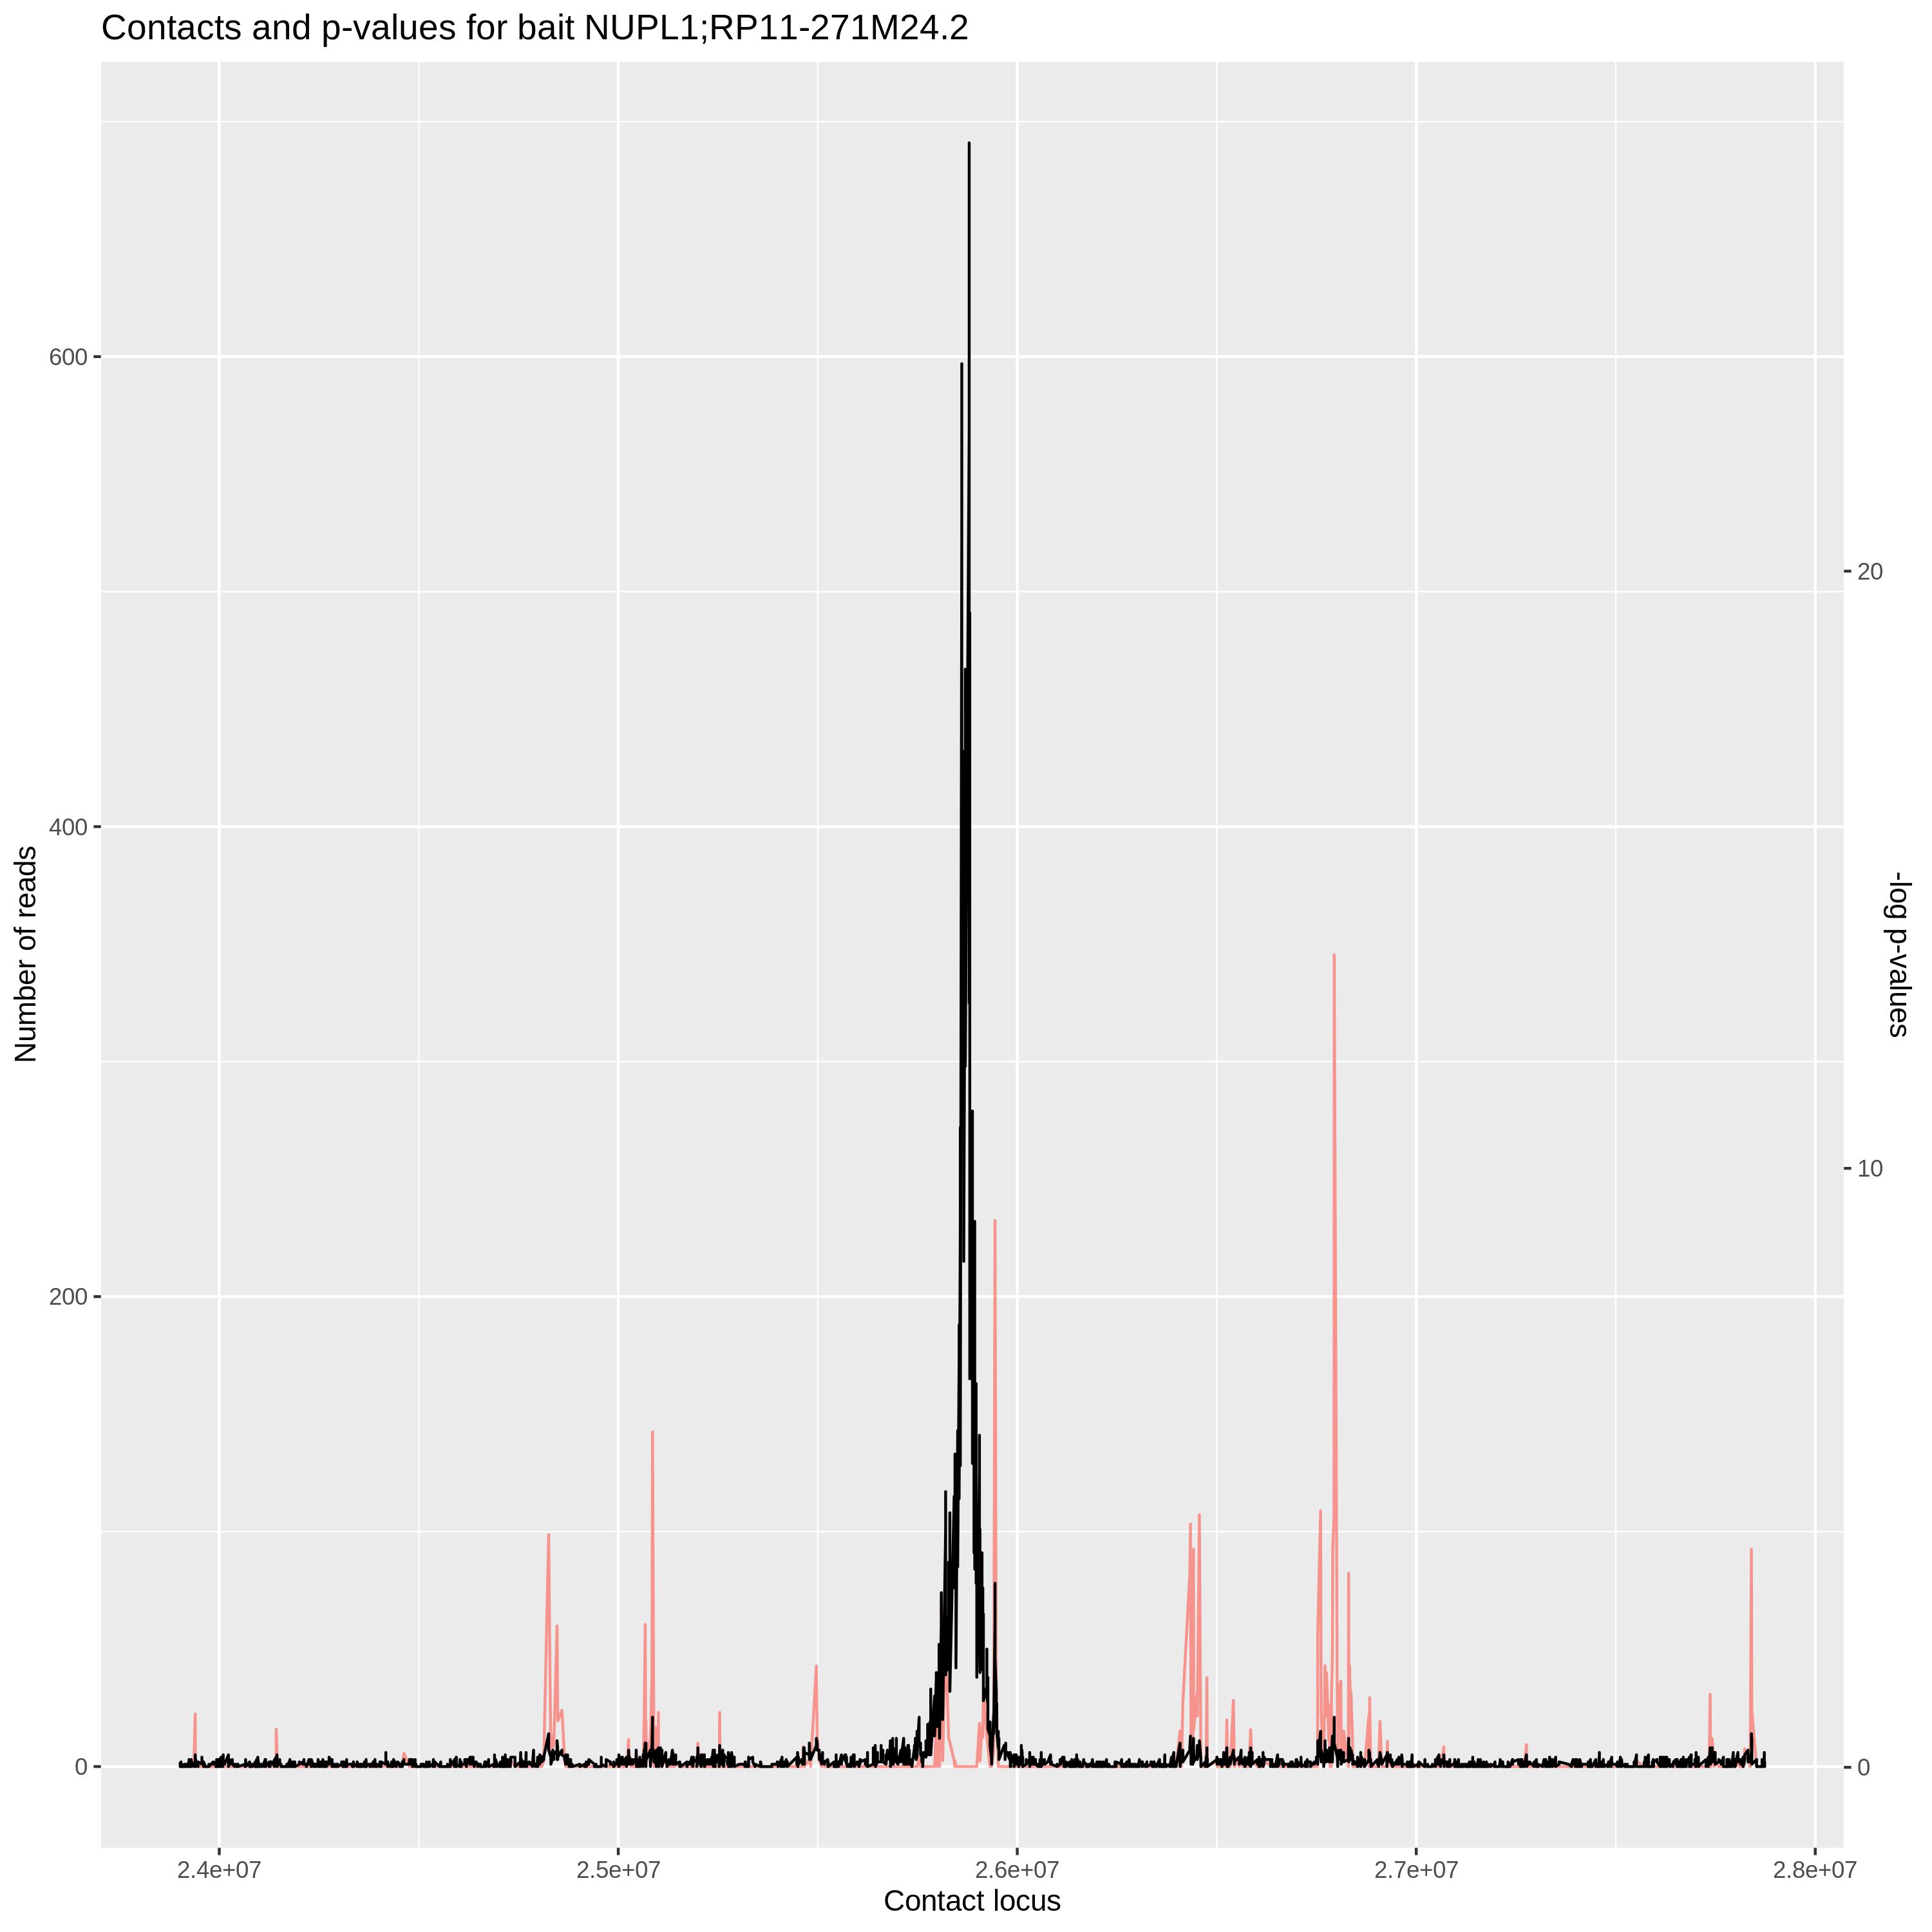 Contacts and p-values for bait NUPL1;RP11-271M24.2
Number of reads
600
400
200
0
20
10
0
-log p-values
2.4e+07
2.5e+07
2.6e+07
2.7e+07
2.8e+07
Contact locus